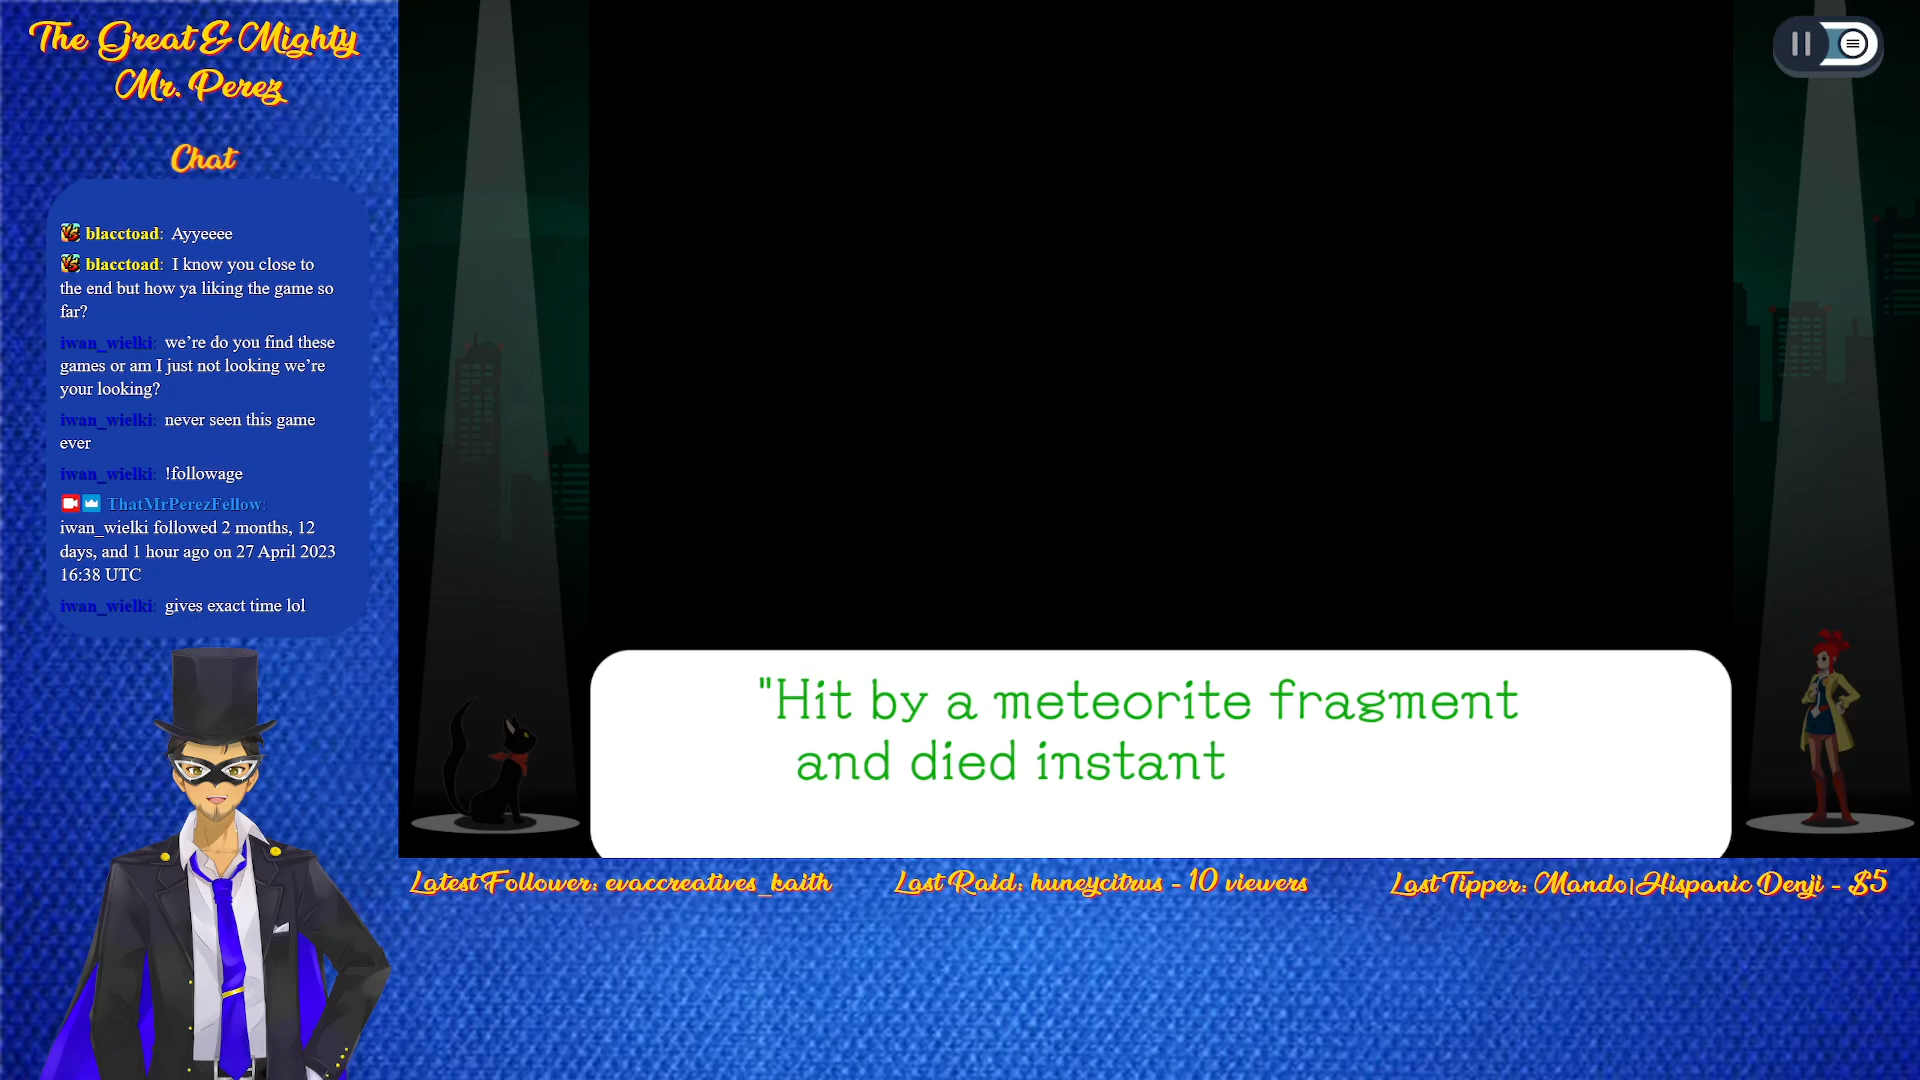 The Great & Mighty
Mr. Perez
Chat
blacctoad: Ayyeeee
blacctoad: I know you close to
the end but how ya liking the game so
far?
iwan_wielki: we’re do you find these
games or am I just not looking we’re
your looking?
iwan_wielki: never seen this game
ever
iwan_wielki: !followage
ThatMrPerezFellow:
iwan_wielki followed 2 months, 12
days, and 1 hour ago on 27 April 2023
16:38 UTC
iwan_wielki: gives exact time lol
"Hit by a meteorite fragment
and died instant
Latest Follower: evaccreatives_kaith
Last Raid: huneycitrus - 10 viewers
Last Tipper: Mando|Hispanic Denji - $5